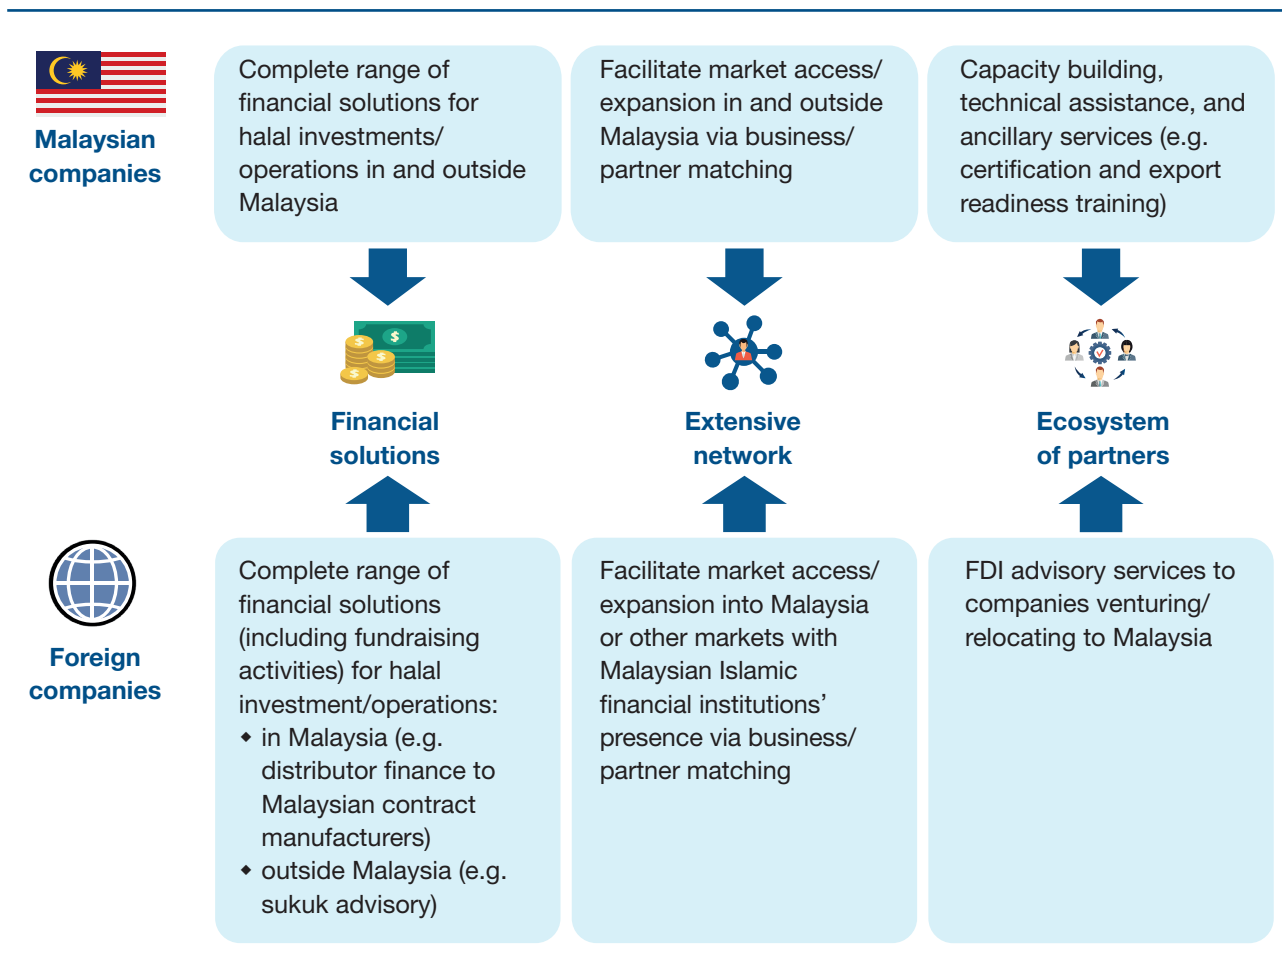 Malaysian
companies
Complete range of
financial solutions for
halal investments/
operations in and outside
Malaysia
Facilitate market access/
expansion in and outside
Malaysia via business/
partner matching
Capacity building,
technical assistance, and
ancillary services (e.g.
certification and export
readiness training)
$
$
$
$
Financial
solutions
Extensive
network
Ecosystem
of partners
Foreign
companies
Complete range of
financial solutions
(including fundraising
activities) for halal
investment/operations:
◆ in Malaysia (e.g.
distributor finance to
Malaysian contract
manufacturers)
◆ outside Malaysia (e.g.
sukuk advisory)
Facilitate market access/
expansion into Malaysia
or other markets with
Malaysian Islamic
financial institutions’
presence via business/
partner matching
FDI advisory services to
companies venturing/
relocating to Malaysia